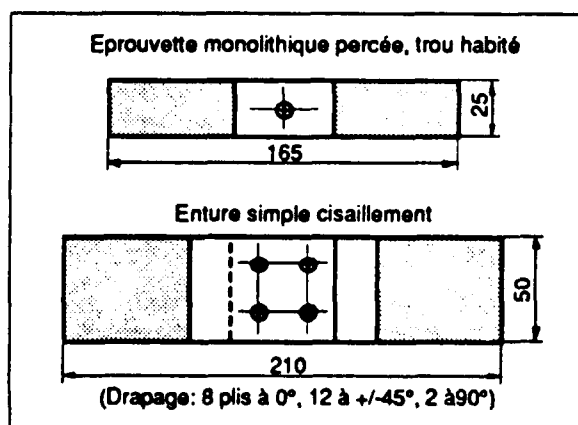 Eprouvette monolithique percée, trou habité
25
165
Enture simple cisaillement
50
210
(Drapage: 8 plis à 0°, 12 à +/-45°, 2 à90°)